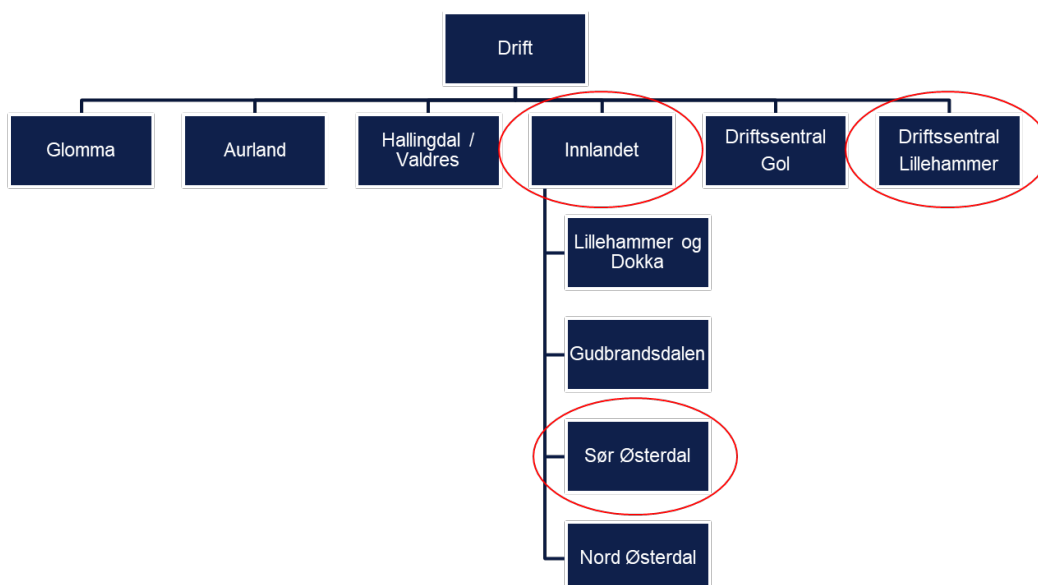 Drift
Glomma
Aurland
Hallingdal /
Valdres
Innlandet
Driftssentral
Gol
Driftssentral
Lillehammer
Lillehammer og
Dokka
Gudbrandsdalen
Sør Østerdal
Nord Østerdal